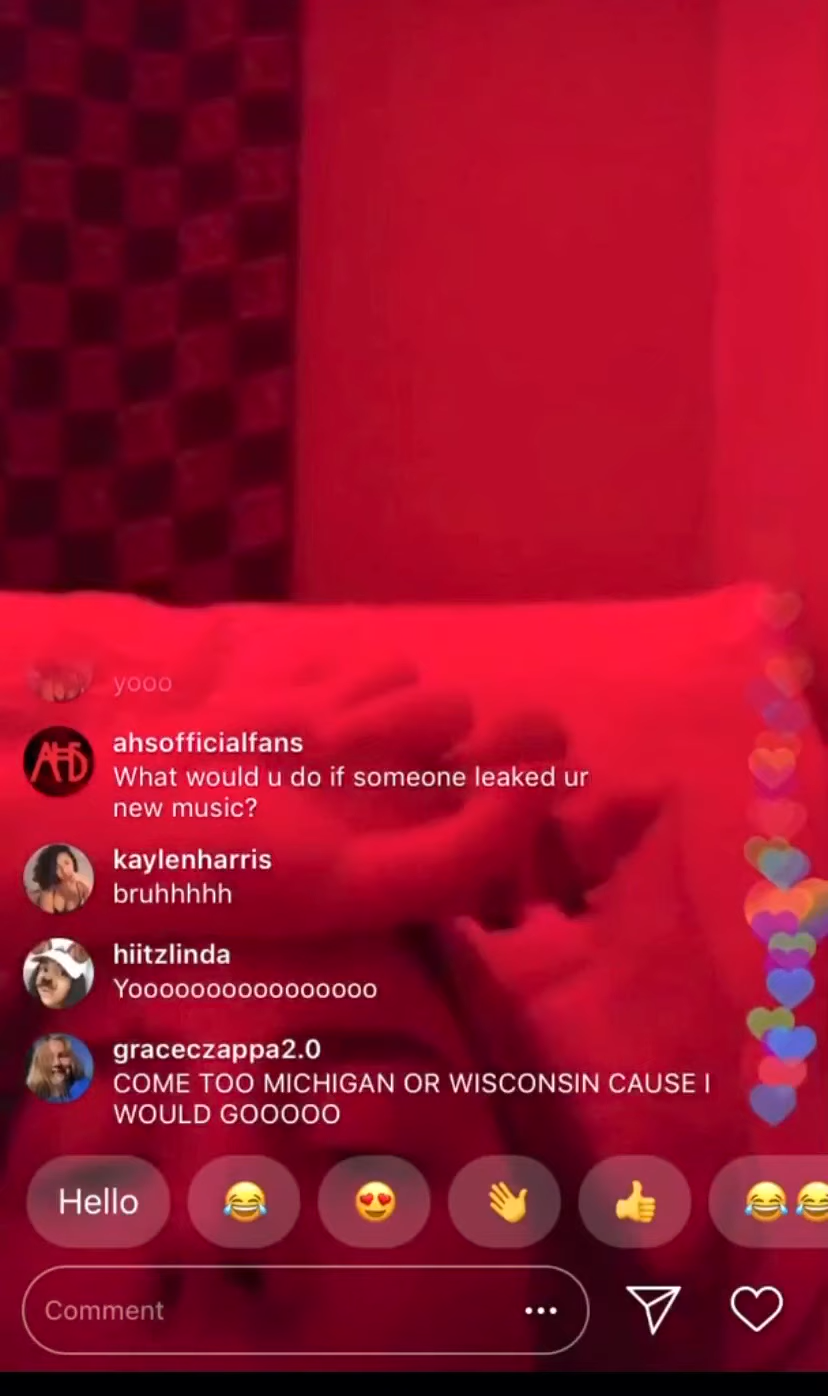 yooo
ahsofficialfans
What would u do if someone leaked ur
new music?
kaylenharris
bruhhhhh
hiitzlinda
Yoooooooooooooooo
graceczappa2.0
COME TOO MICHIGAN OR WISCONSIN CAUSE I
WOULD GOOOOO
Hello
Comment